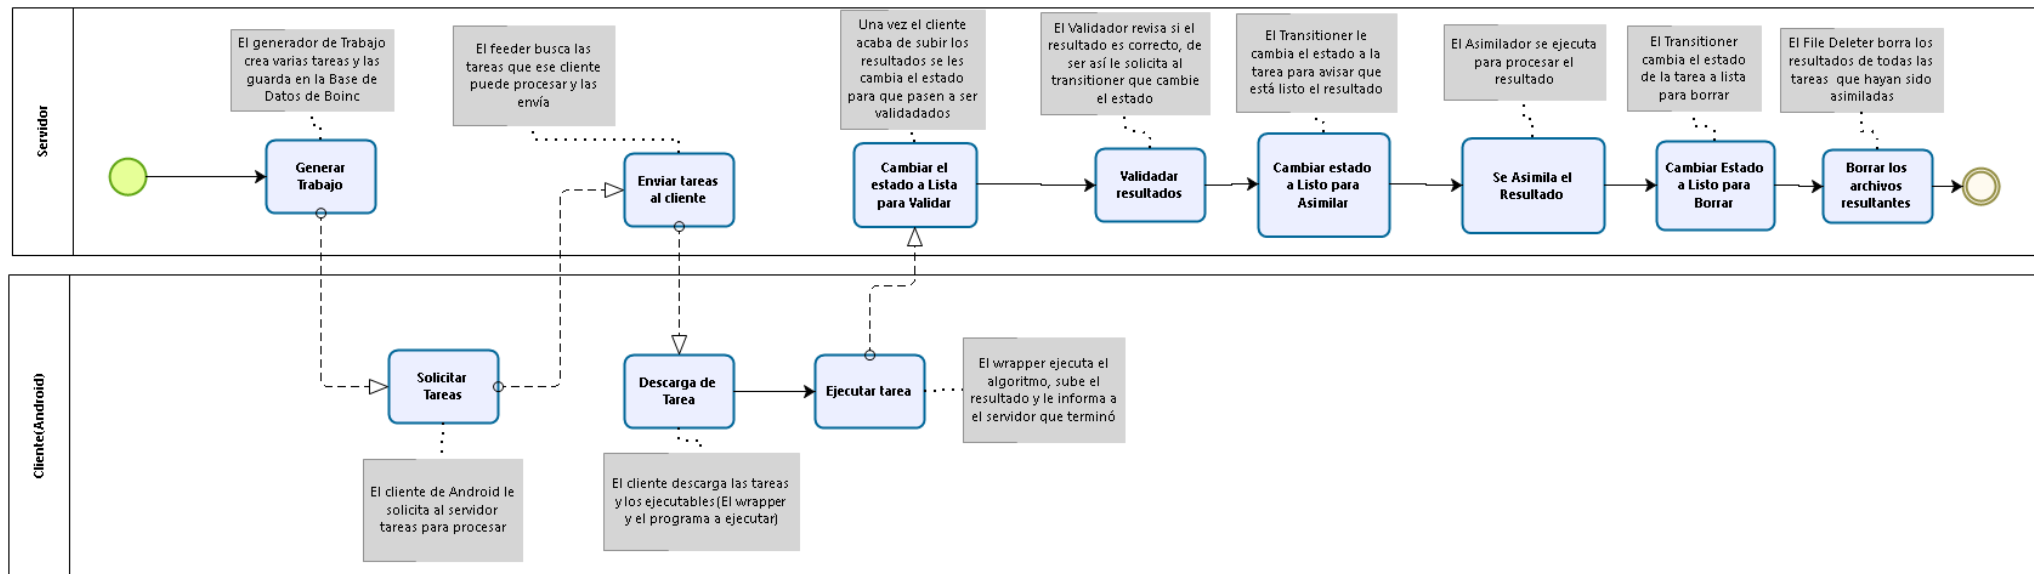 Servidor
El generador de Trabajo
crea varias tareas y las
guarda en la Base de
Datos de Boinc
Generar
Trabajo
El feeder busca las
tareas que ese cliente
puede procesar y las
envía
Enviar tareas
al cliente
Una vez el cliente
acaba de subir los
resultados se les
cambia el estado
para que pasen a ser
validadados
Cambiar el
estado a Lista
para Validar
El Validador revisa si el
resultado es correcto, de
ser así le solicita al
transitioner que cambie
el estado
Validadar
resultados
El Transitioner le
cambia el estado a la
tarea para avisar que
está listo el resultado
Cambiar estado
a Listo para
Asimilar
El Asimilador se ejecuta
para procesar el
resultado
Se Asimila el
Resultado
El Transitioner
cambia el estado
de la tarea a lista
para borrar
Cambiar Estado
a Listo para
Borrar
El File Deleter borra los
resultados de todas las
tareas que hayan sido
asimiladas
Borrar los
archivos
resultantes
Cliente(Android)
Solicitar
Tareas
El cliente de Android le
solicita al servidor
tareas para procesar
Descarga de
Tarea
El cliente descarga las tareas
y los ejecutables(El wrapper
y el programa a ejecutar)
Ejecutar tarea
El wrapper ejecuta el
algoritmo, sube el
resultado y le informa a
el servidor que terminó